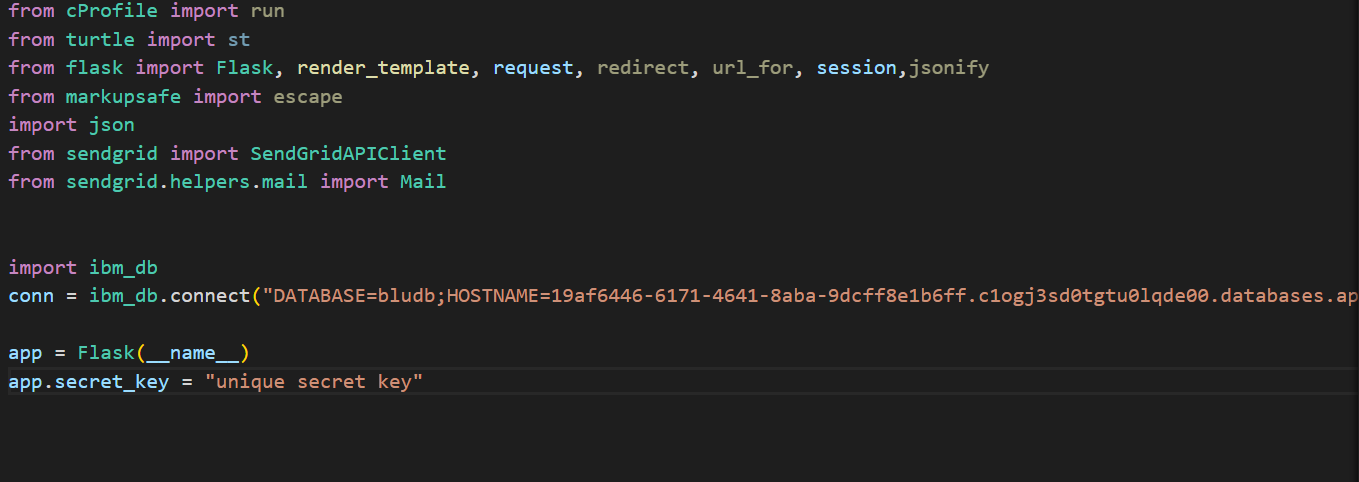 from cProfile import run
from turtle import st
from flask import Flask, render_template, request, redirect, url_for, session,jsonify
from markupsafe import escape
import json
from sendgrid import SendGridAPIClient
from sendgrid.helpers.mail import Mail
import ibm_db
conn = ibm_db.connect("DATABASE=bludb;HOSTNAME=19af6446-6171-4641-8aba-9dcff8e1b6ff.c1ogj3sd0tgtu0lqde00.databases.ap
app = Flask(__name__)
app.secret_key = "unique secret key"